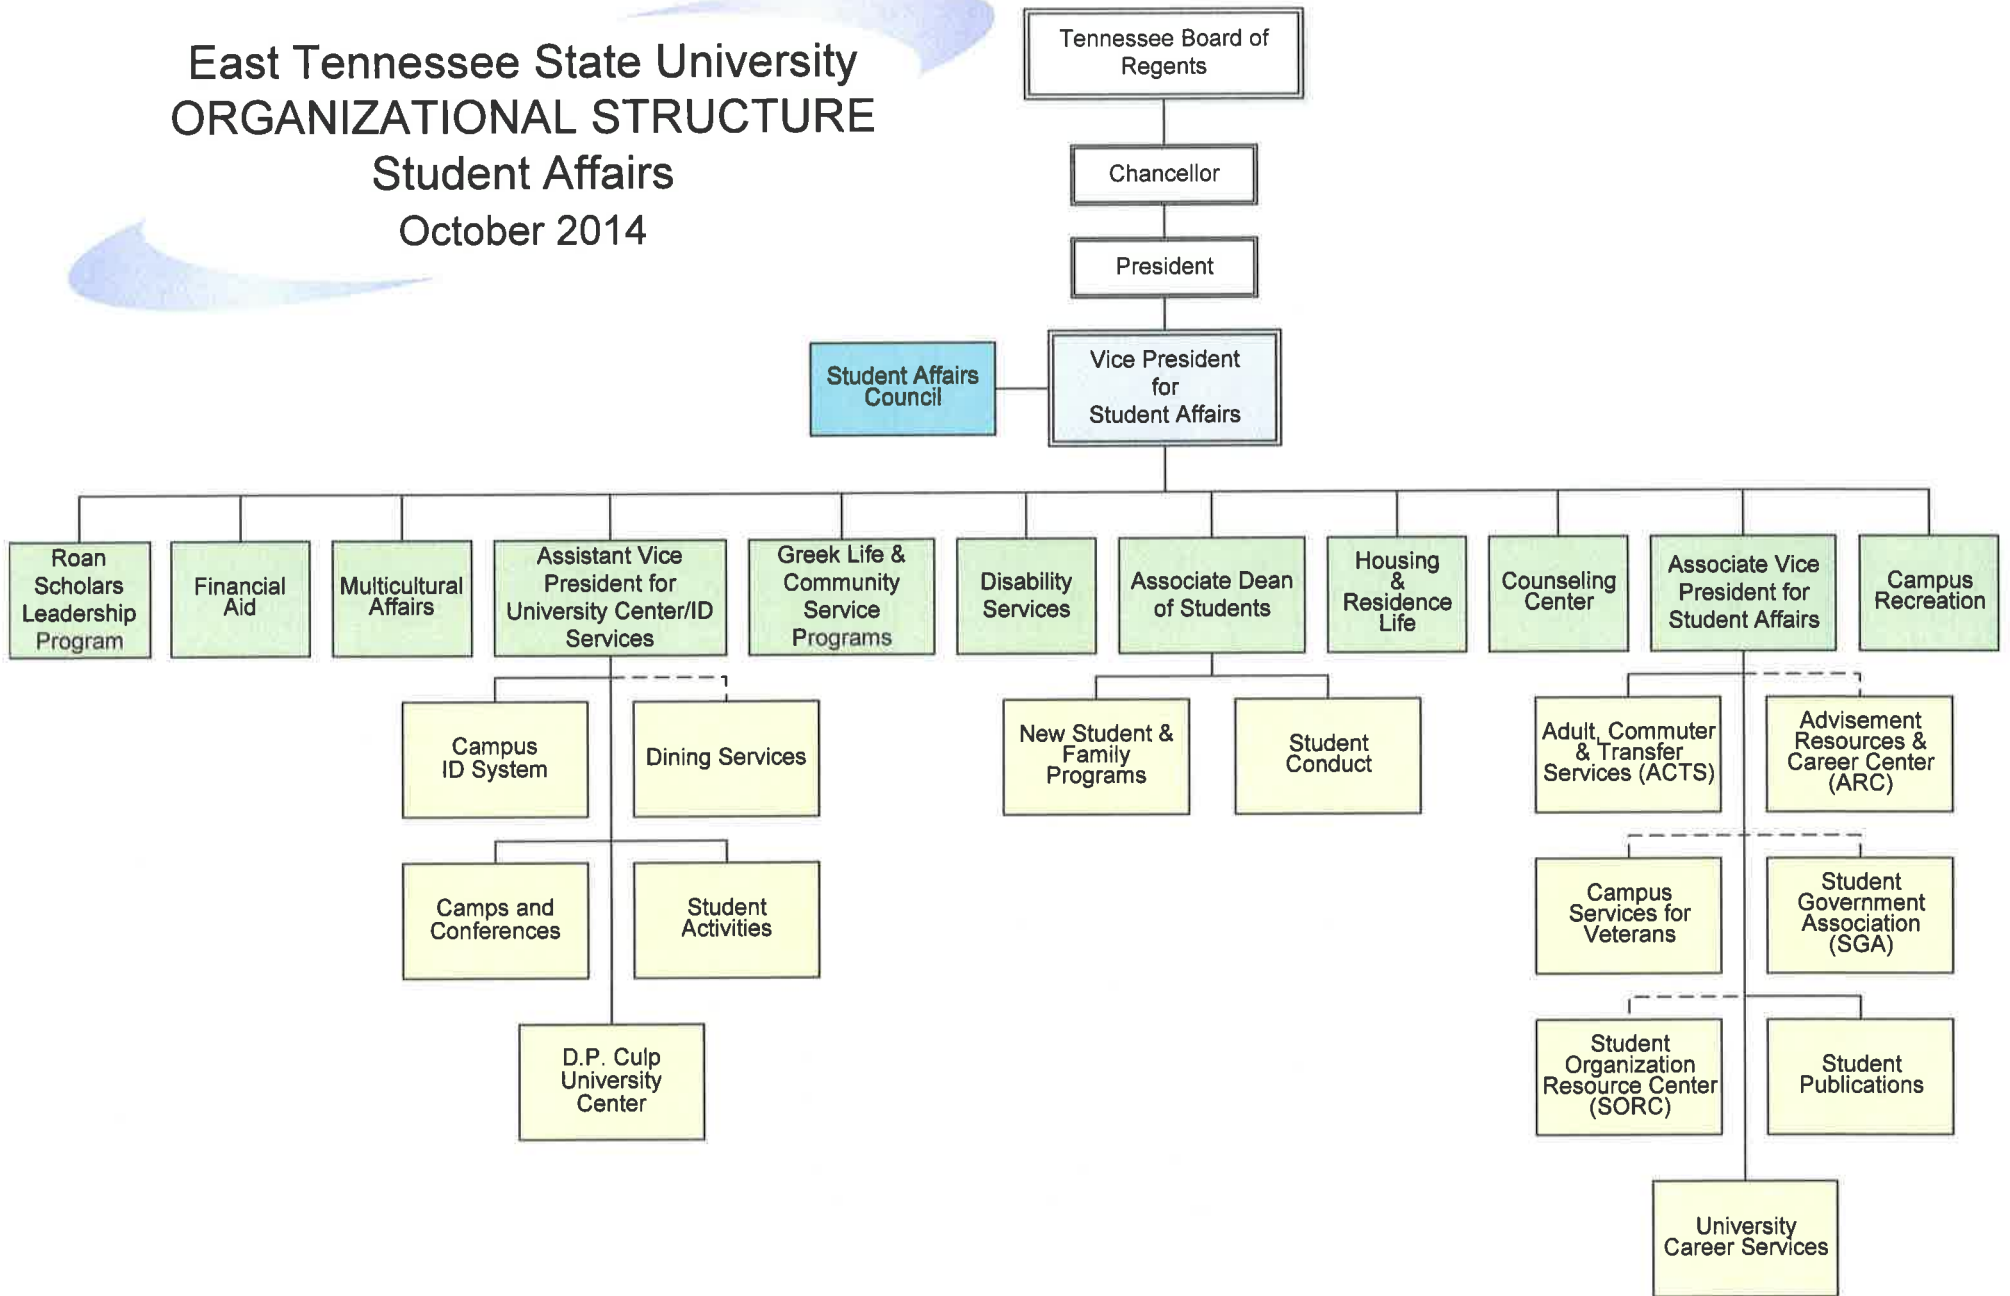 East Tennessee State University
ORGANIZATIONAL STRUCTURE
Student Affairs
October 2014
Tennessee Board of
Regents
Chancellor
President
Student Affairs
Council
Vice President
for
Student Affairs
Roan
Scholars
Leadership
Program
Financial
Aid
Multicultural
Affairs
Assistant Vice
President for
University Center/ID
Services
Greek Life &
Community
Service
Programs
Disability
Services
Associate Dean
of Students
Housing
&
Residence
Life
Counseling
Center
Associate Vice
President for
Student Affairs
Campus
Recreation
Campus
ID System
Dining Services
New Student &
Family
Programs
Student
Conduct
Adult, Commuter
& Transfer
Services (ACTS)
Advisement
Resources &
Career Center
(ARC)
Camps and
Conferences
Student
Activities
Campus
Services for
Veterans
Student
Government
Association
(SGA)
D.P. Culp
University
Center
Student
Organization
Resource Center
(SORC)
Student
Publications
University
Career Services